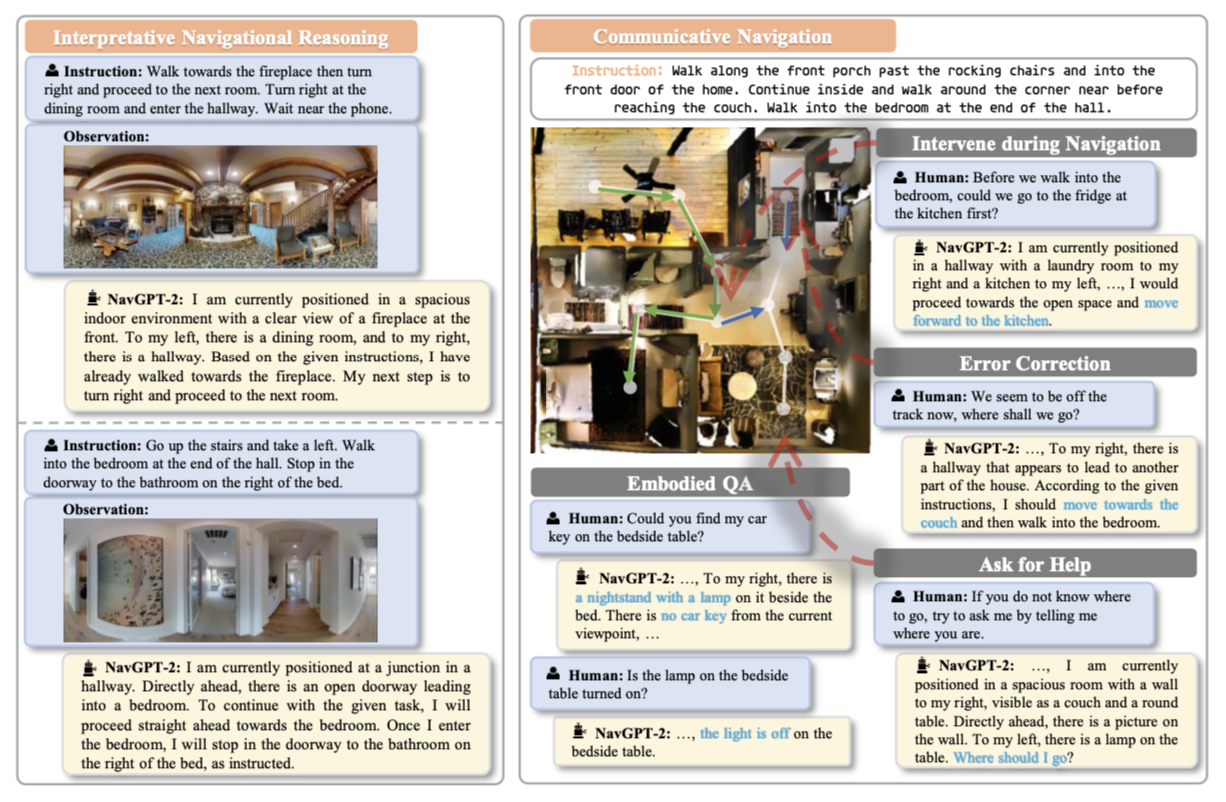 Interpretative Navigational Reasoning
Instruction: Walk towards the fireplace then turn
right and proceed to the next room. Turn right at the
dining room and enter the hallway. Wait near the phone.
Observation:
NavGPT-2: I am currently positioned in a spacious
indoor environment with a clear view of a fireplace at the
front. To my left, there is a dining room, and to my right,
there is a hallway. Based on the given instructions, I have
already walked towards the fireplace. My next step is to
turn right and proceed to the next room.
Instruction: Go up the stairs and take a left. Walk
into the bedroom at the end of the hall. Stop in the
doorway to the bathroom on the right of the bed.
Observation:
NavGPT-2: I am currently positioned at a junction in a
hallway. Directly ahead, there is an open doorway leading
into a bedroom. To continue with the given task, I will
proceed straight ahead towards the bedroom. Once I enter
the bedroom, I will stop in the doorway to the bathroom on
the right of the bed, as instructed.
Communicative Navigation
Instruction: Walk along the front porch past the rocking chairs and into the
front door of the home. Continue inside and walk around the corner near before
reaching the couch. Walk into the bedroom at the end of the hall.
Intervene during Navigation
Human: Before we walk into the
bedroom, could we go to the fridge at
the kitchen first?
NavGPT-2: I am currently positioned
in a hallway with a laundry room to my
right and a kitchen to my left, …, I would
proceed towards the open space and move
forward to the kitchen.
Error Correction
Human: We seem to be off the
track now, where shall we go?
NavGPT-2: …, To my right, there is
a hallway that appears to lead to another
part of the house. According to the given
instructions, I should move towards the
couch and then walk into the bedroom.
Embodied QA
Human: Could you find my car
key on the bedside table?
NavGPT-2: …, To my right, there is
a nightstand with a lamp on it beside the
bed. There is no car key from the current
viewpoint, …
Human: Is the lamp on the bedside
table turned on?
NavGPT-2: …, the light is off on the
bedside table.
Ask for Help
Human: If you do not know where
to go, try to ask me by telling me
where you are.
NavGPT-2: …, I am currently
positioned in a spacious room with a wall
to my right, visible as a couch and a round
table. Directly ahead, there is a picture on
the wall. To my left, there is a lamp on the
table. Where should I go?